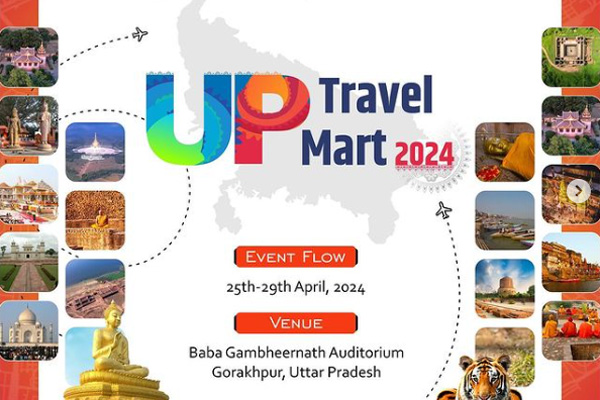 UP Travel
Mart 2024
EVENT FLOW
25th-29th April, 2024
VENUE
Baba Gambheernath Auditorium
Gorakhpur, Uttar Pradesh